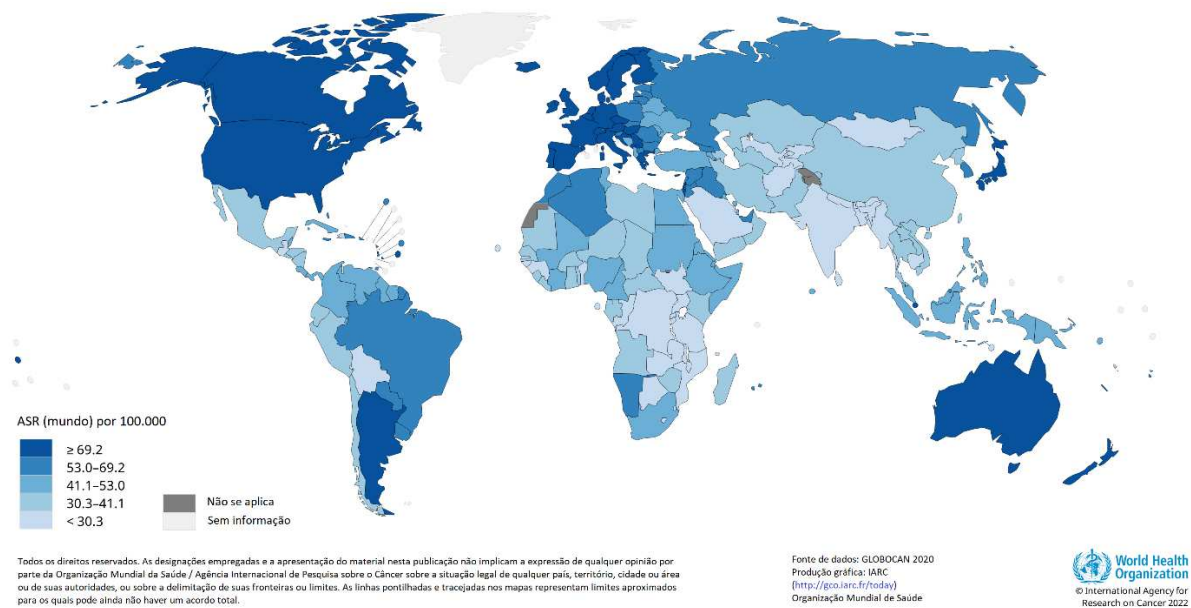 ASR (mundo) por 100.000
≥ 69.2
53.0–69.2
41.1–53.0
30.3–41.1
< 30.3
Não se aplica
Sem informação
Todos os direitos reservados. As designações empregadas e a apresentação do material nesta publicação não implicam a expressão de qualquer opinião por
parte da Organização Mundial da Saúde / Agência Internacional de Pesquisa sobre o Câncer sobre a situação legal de qualquer país, território, cidade ou área
ou de suas autoridades, ou sobre a delimitação de suas fronteiras ou limites. As linhas pontilhadas e tracejadas nos mapas representam limites aproximados
para os quais pode ainda não haver um acordo total.
Fonte de dados: GLOBOCAN 2020
Produção gráfica: IARC
(http://gco.iarc.fr/today)
Organização Mundial de Saúde
World Health
Organization
© International Agency for
Research on Cancer 2022